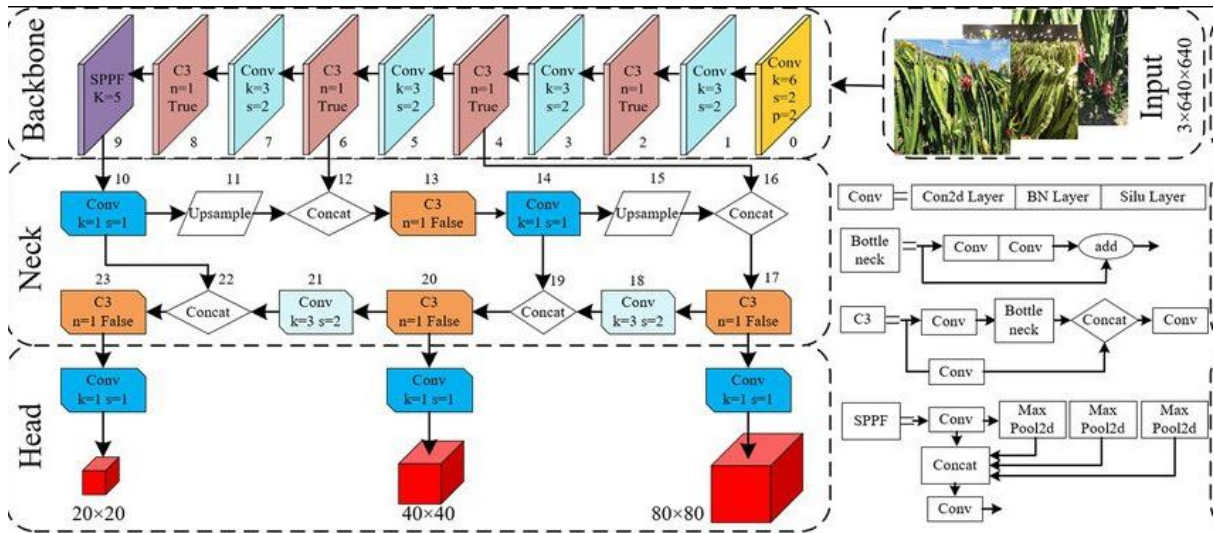 Backbone
SPPF
K=5
9
C3
n=1
True
8
Conv
k=3
s=2
7
C3
n=1
True
6
Conv
k=3
s=2
5
C3
n=1
True
4
Conv
k=3
s=2
3
C3
n=1
True
2
Conv
k=3
s=2
1
Conv
k=6
s=2
p=2
0
Input
3×640×640
Neck
10
Conv
k=1 s=1
11
Upsample
12
Concat
13
C3
n=1 False
14
Conv
k=1 s=1
15
Upsample
16
Concat
23
C3
n=1 False
22
Concat
21
Conv
k=3 s=2
20
C3
n=1 False
19
Concat
18
Conv
k=3 s=2
17
C3
n=1 False
Head
Conv
k=1 s=1
Conv
k=1 s=1
Conv
k=1 s=1
20×20
40×40
80×80
Conv
Con2d Layer
BN Layer
Silu Layer
Bottle
neck
Conv
Conv
add
C3
Conv
Bottle
neck
Concat
Conv
Conv
SPPF
Conv
Max
Pool2d
Max
Pool2d
Max
Pool2d
Concat
Conv